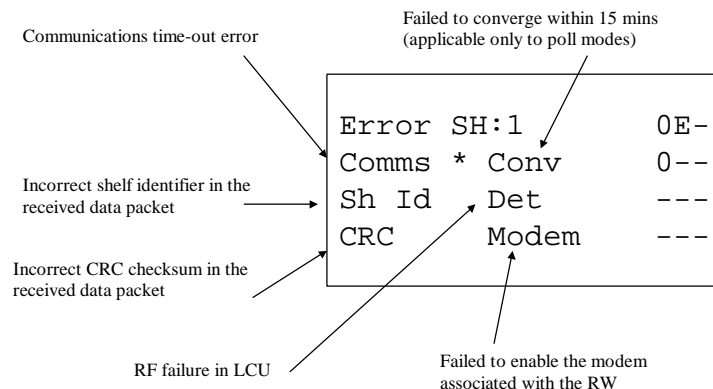 Failed to converge within 15 mins
(applicable only to poll modes)
Communications time-out error
Error SH:1 0E-
Comms * Conv 0--
Sh Id Det ---
CRC Modem ---
Incorrect shelf identifier in the
received data packet
Incorrect CRC checksum in the
received data packet
RF failure in LCU
Failed to enable the modem
associated with the RW